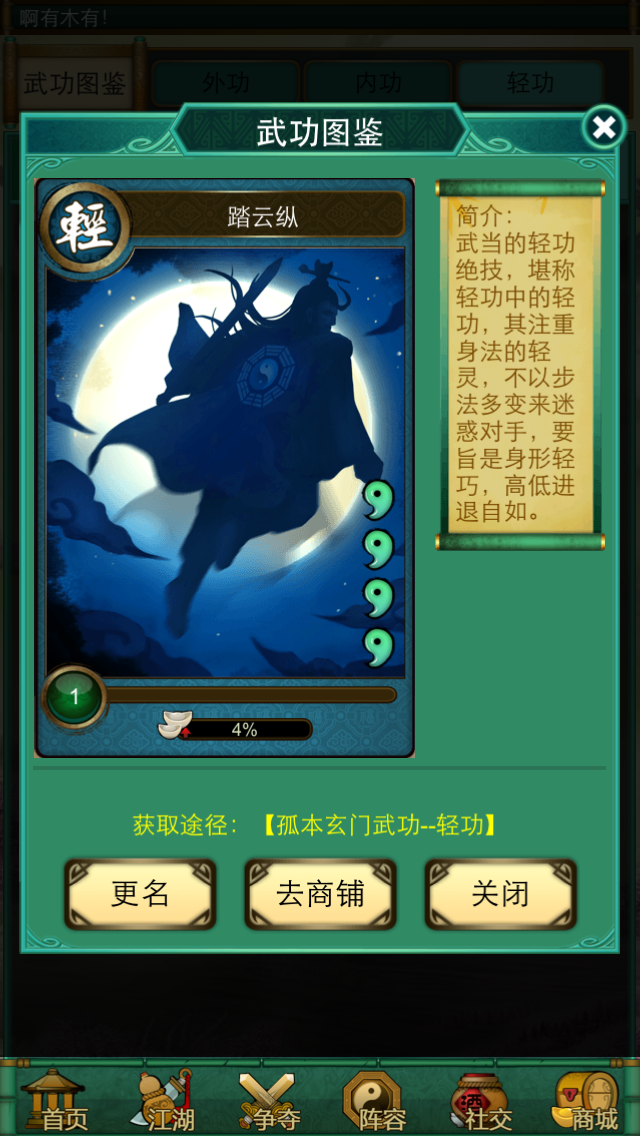 啊有木有!
武功图鉴 外功 内功 轻功
武功图鉴
輕
踏云纵
简介：
武当的轻功
绝技，堪称
轻功中的轻
功，其注重
身法的轻
灵，不以步
法多变来迷
惑对手，要
旨是身形轻
巧，高低进
退自如。
1
4%
获取途径：【孤本玄门武功--轻功】
更名 去商铺 关闭
酒
首页 江湖 争夺 阵容 社交 商城